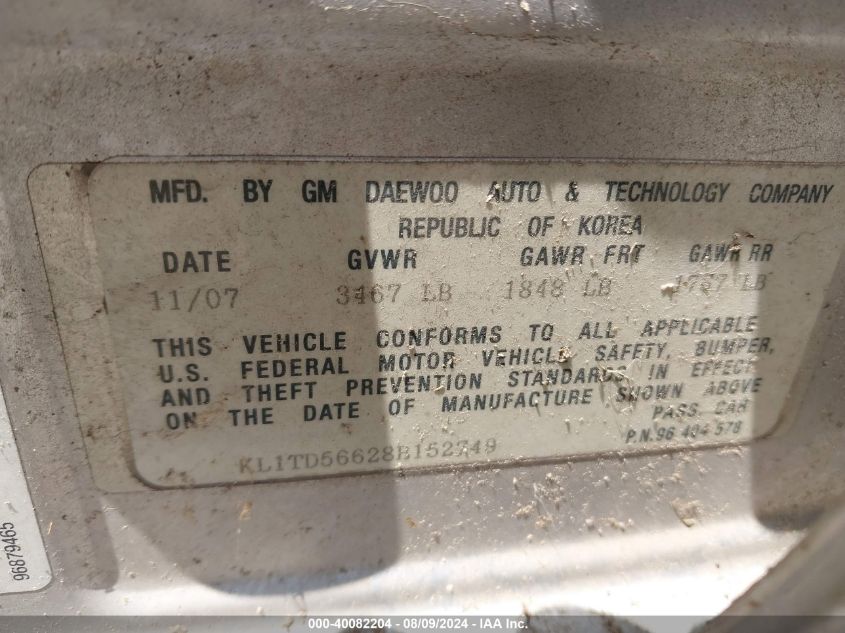 MFD. BY GM DAEWOO AUTO & TECHNOLOGY COMPANY
REPUBLIC OF KOREA
DATE GVWR GAWR FRT GAWR RR
11/07 3467 LB 1848 LB 1757 LB
THIS VEHICLE CONFORMS TO ALL APPLICABLE
U.S. FEDERAL MOTOR VEHICLE SAFETY, BUMPER,
AND THEFT PREVENTION STANDARDS IN EFFECT
ON THE DATE OF MANUFACTURE SHOWN ABOVE
PASS. CAR
P.N. 96 404 578
KL1TD56628B152749
96879465
000-40082204 - 08/09/2024 - IAA Inc.